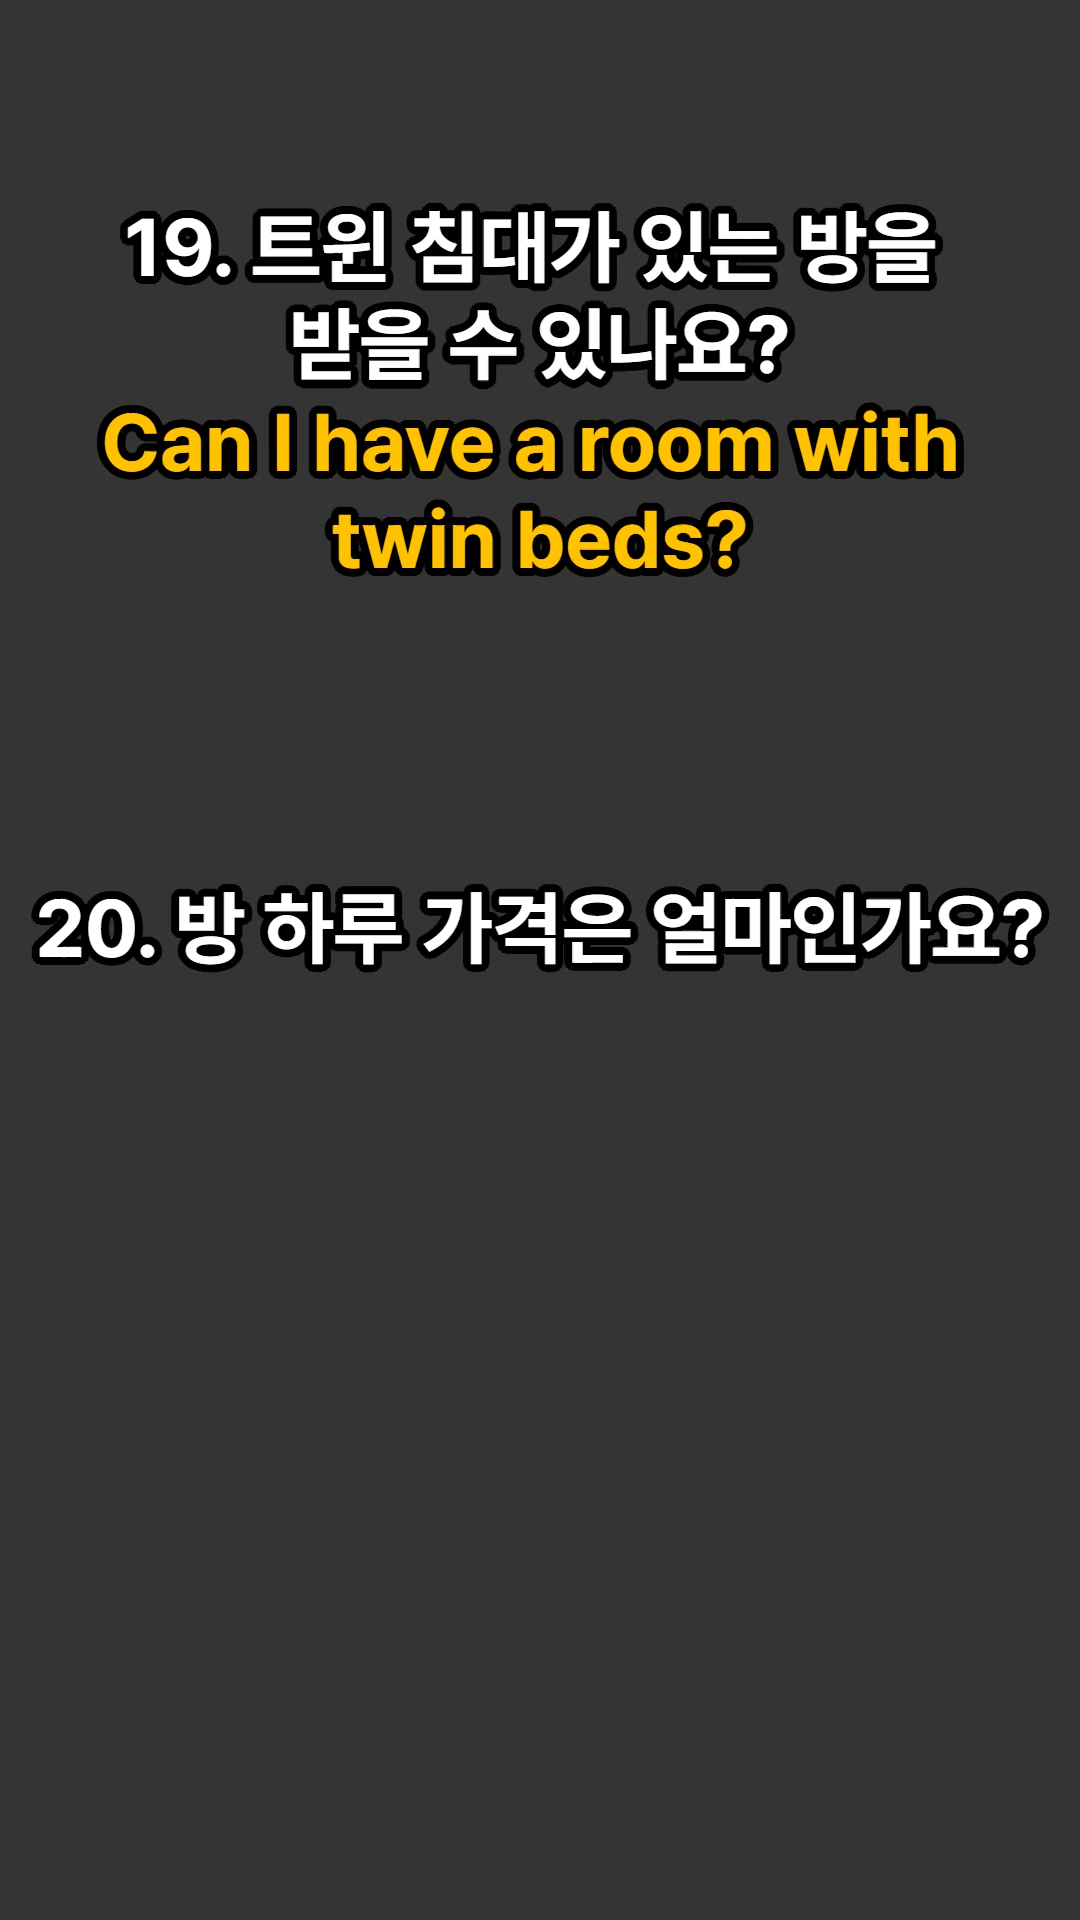 19. 트윈 침대가 있는 방을
받을 수 있나요?
Can I have a room with
twin beds?
20. 방 하루 가격은 얼마인가요?